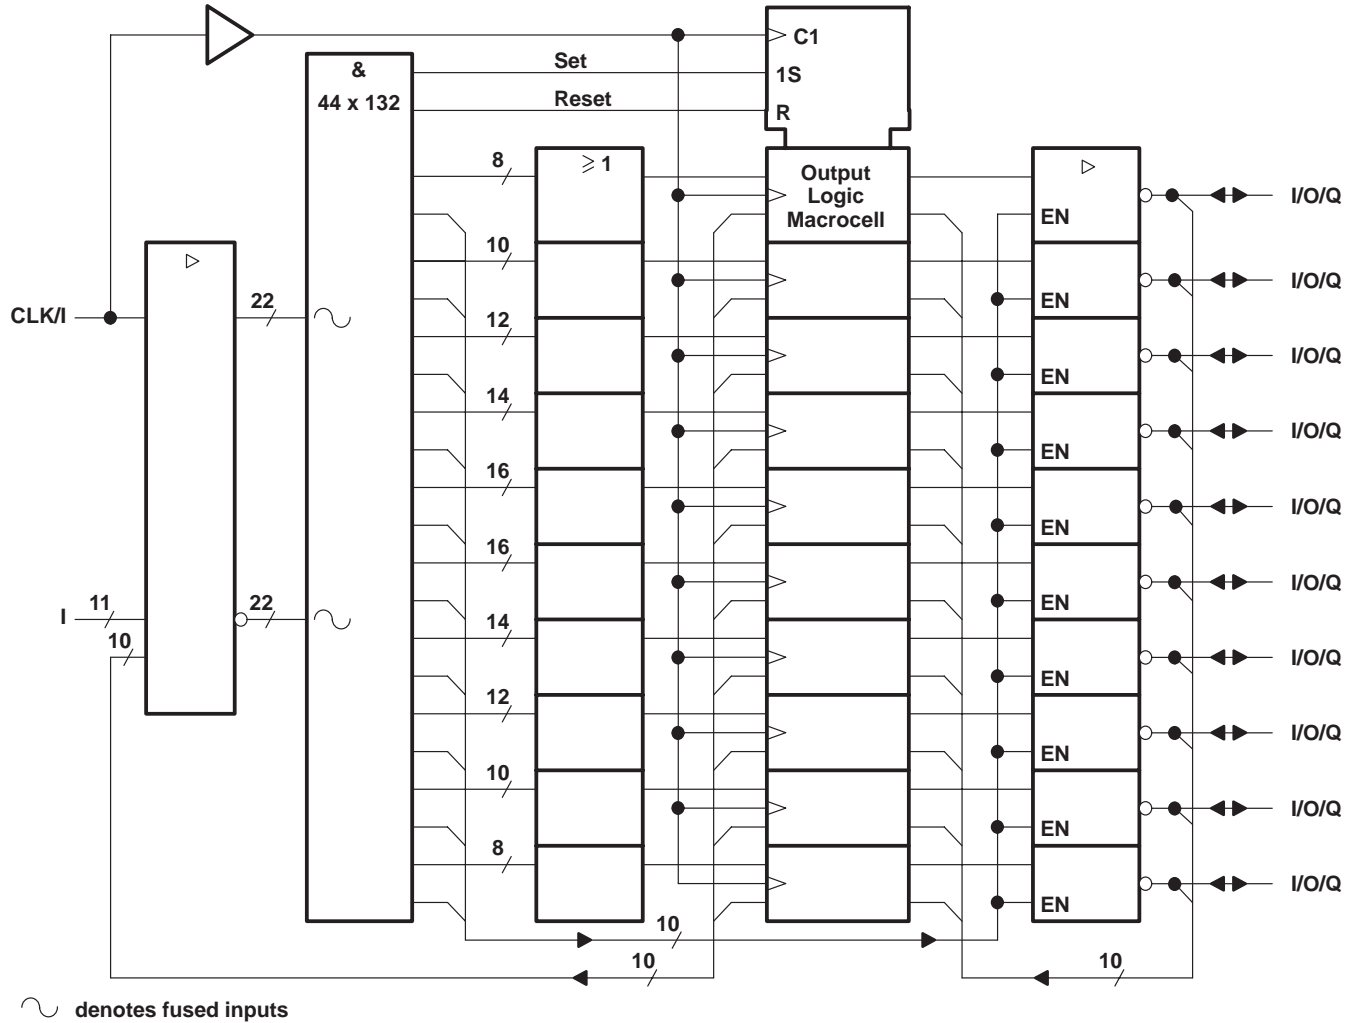 C1
&
Set
1S
44 x 132
Reset
R
8
≥ 1
Output
Logic
Macrocell
I/O/Q
EN
10
I/O/Q
EN
CLK/I
22
12
I/O/Q
EN
14
I/O/Q
EN
16
I/O/Q
EN
16
I/O/Q
EN
I
11
22
10
14
I/O/Q
EN
12
I/O/Q
EN
10
I/O/Q
EN
8
I/O/Q
EN
10
10
10
denotes fused inputs